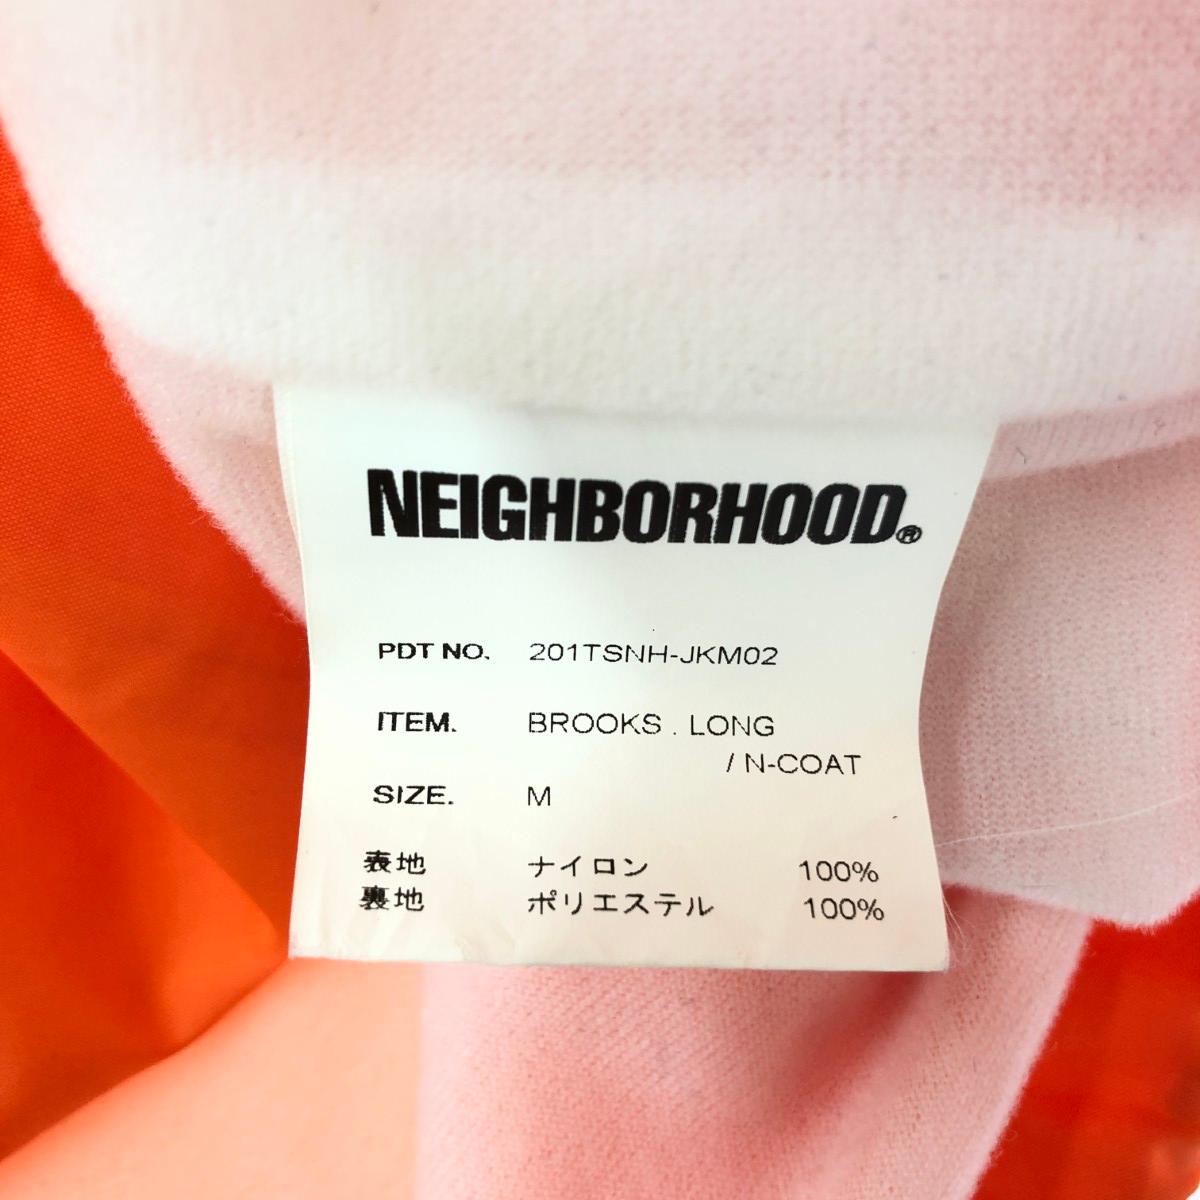 NEIGHBORHOOD®
PDT NO. 201TSNH-JKM02
ITEM. BROOKS . LONG
/ N-COAT
SIZE. M
表地 ナイロン 100%
裏地 ポリエステル 100%